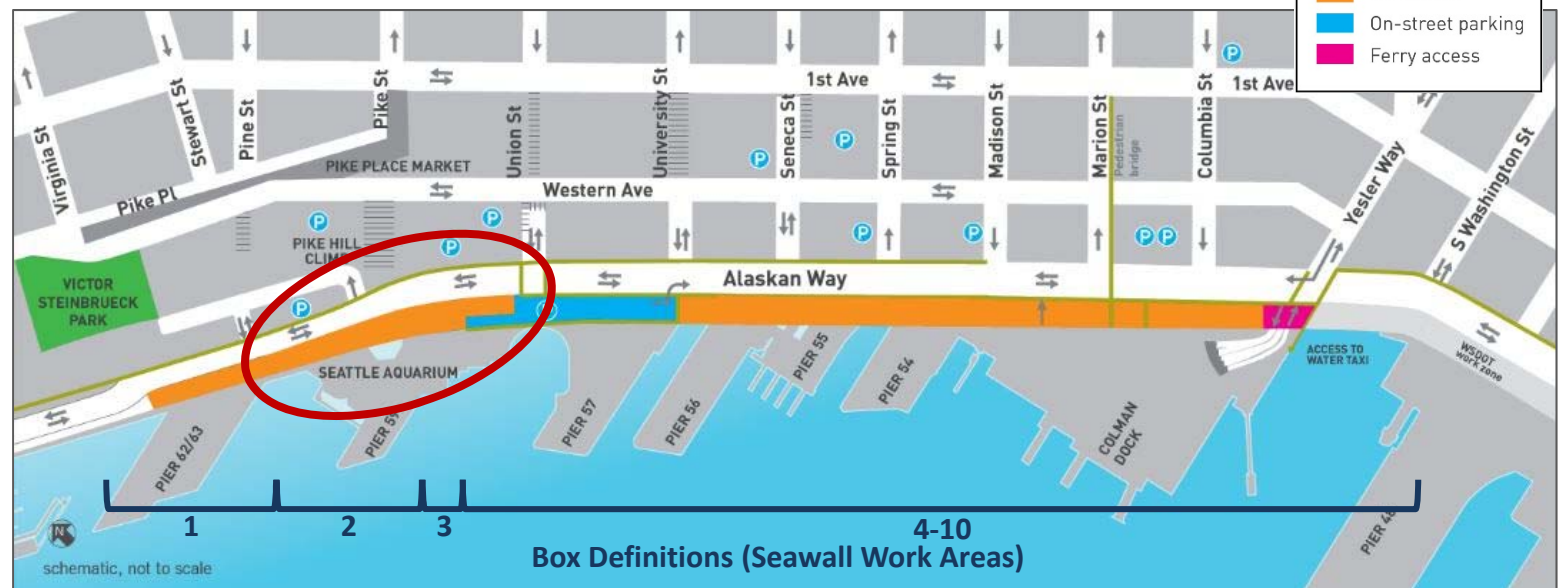 On-street parking
Ferry access
Virginia St
Stewart St
Pine St
Pike St
Union St
University St
Seneca St
Spring St
Madison St
Marion St
Columbia St
1st Ave
1st Ave
P
P
P
Pedestrian
bridge
Yester Way
S Washington St
PIKE PLACE MARKET
Pike Pl
Western Ave
P
P
P
P
P
P P
PIKE HILL
CLIMB
VICTOR
STEINBRUECK
PARK
P
Alaskan Way
SEATTLE AQUARIUM
ACCESS TO
WATER TAXI
WSDOT
work zone
PIER 62/63
PIER 59
PIER 57
PIER 56
PIER 55
PIER 54
COLMAN
DOCK
PIER 48
1
2
3
4-10
Box Definitions (Seawall Work Areas)
N
schematic, not to scale